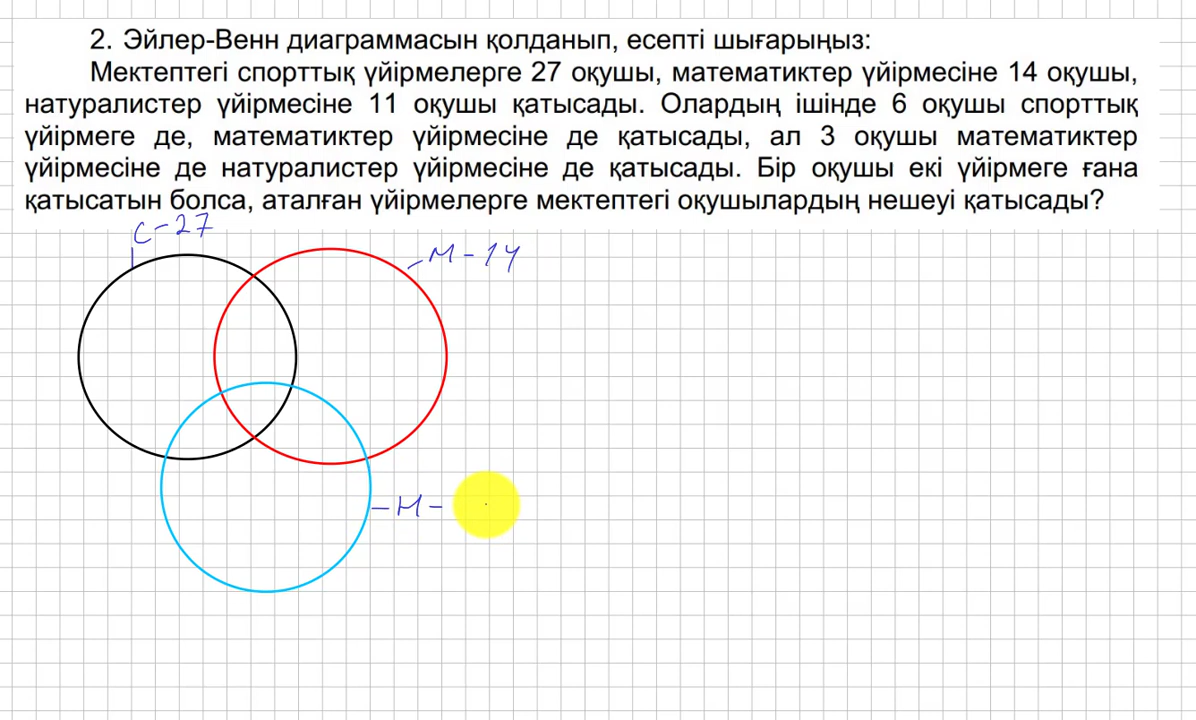 2. Эйлер-Венн диаграммасын қолданып, есепті шығарыңыз:
Мектептегі спорттық үйірмелерге 27 оқушы, математиктер үйірмесіне 14 оқушы,
натуралистер үйірмесіне 11 оқушы қатысады. Олардың ішінде 6 оқушы спорттық
үйірмеге де, математиктер үйірмесіне де қатысады, ал 3 оқушы математиктер
үйірмесіне де натуралистер үйірмесіне де қатысады. Бір оқушы екі үйірмеге ғана
қатысатын болса, аталған үйірмелерге мектептегі оқушылардың нешеуі қатысады?
С - 27
М - 14
- Н -